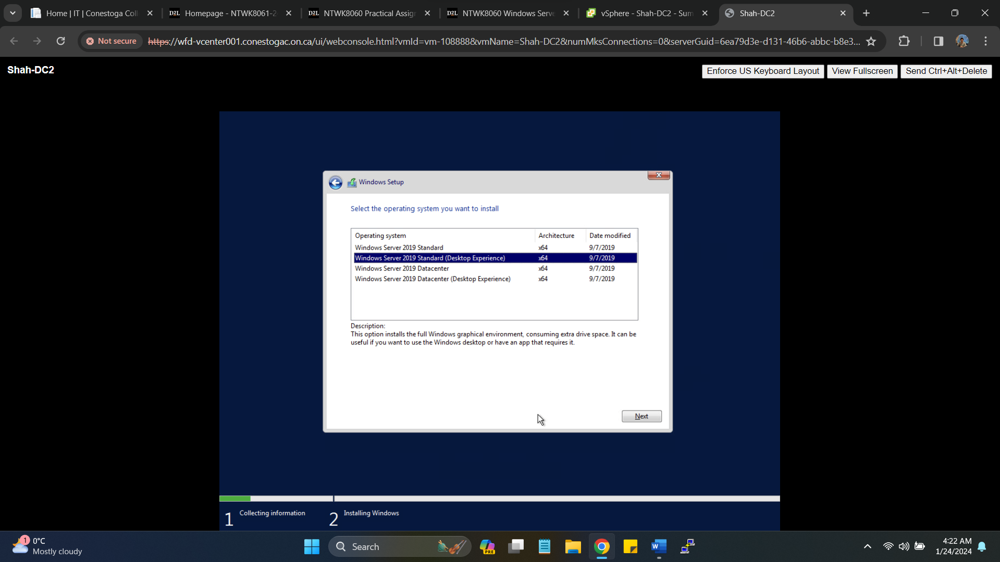 Home | IT | Conestoga Coll
Homepage - NTWK8061-2
NTWK8060 Practical Assign
NTWK8060 Windows Serve
vSphere - Shah-DC2 - Sum
Shah-DC2
Not secure
https://wfd-vcenter001.conestogac.on.ca/ui/webconsole.html?vmId=vm-108888&vmName=Shah-DC2&numMksConnections=0&serverGuid=6ea79d3e-d131-46b6-abbc-b8e3...
Shah-DC2
Enforce US Keyboard Layout
View Fullscreen
Send Ctrl+Alt+Delete
Windows Setup
Select the operating system you want to install
Operating system Architecture Date modified
Windows Server 2019 Standard x64 9/7/2019
Windows Server 2019 Standard (Desktop Experience) x64 9/7/2019
Windows Server 2019 Datacenter x64 9/7/2019
Windows Server 2019 Datacenter (Desktop Experience) x64 9/7/2019
Description:
This option installs the full Windows graphical environment, consuming extra drive space. It can be
useful if you want to use the Windows desktop or have an app that requires it.
Next
1 Collecting information
2 Installing Windows
1
0°C
Mostly cloudy
Search
PRE
W
4:22 AM
1/24/2024